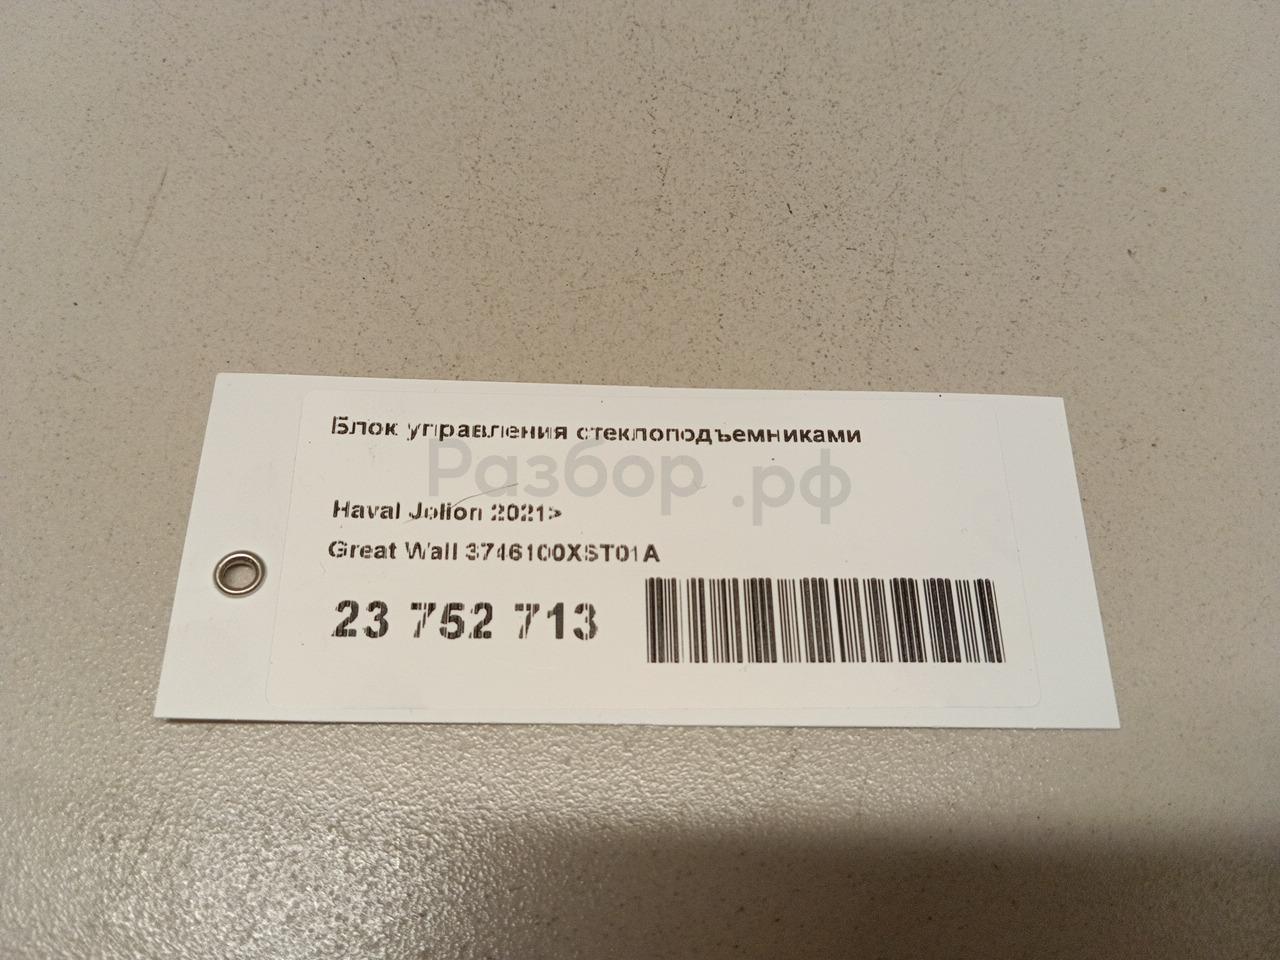 Блок управления стеклоподъемниками
Разбор.рф
Haval Jolion 2021>
Great Wall 3746100XST01A
23 752 713